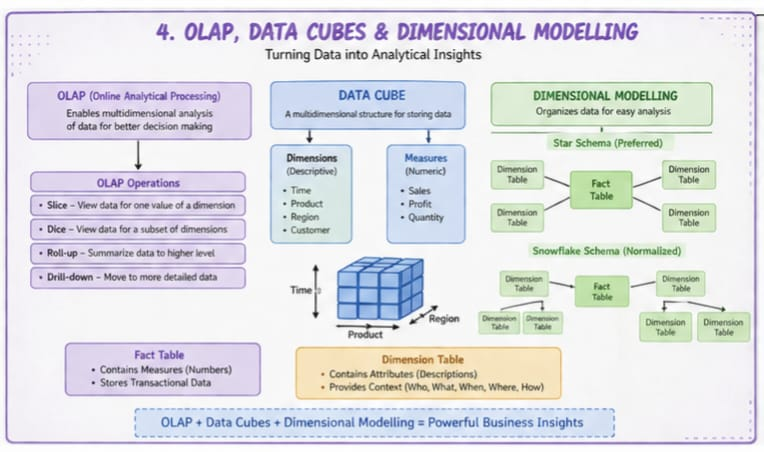 4. OLAP, DATA CUBES & DIMENSIONAL MODELLING
Turning Data into Analytical Insights
OLAP (Online Analytical Processing)
Enables multidimensional analysis
of data for better decision making
OLAP Operations
• Slice – View data for one value of a dimension
• Dice – View data for a subset of dimensions
• Roll-up – Summarize data to higher level
• Drill-down – Move to more detailed data
DATA CUBE
A multidimensional structure for storing data
Dimensions
(Descriptive)
• Time
• Product
• Region
• Customer
Measures
(Numeric)
• Sales
• Profit
• Quantity
Time
Product
Region
DIMENSIONAL MODELLING
Organizes data for easy analysis
Star Schema (Preferred)
Dimension
Table
Dimension
Table
Fact
Table
Dimension
Table
Dimension
Table
Snowflake Schema (Normalized)
Dimension
Table
Fact
Table
Dimension
Table
Dimension
Table
Dimension
Table
Dimension
Table
Dimension
Table
Fact Table
• Contains Measures (Numbers)
• Stores Transactional Data
Dimension Table
• Contains Attributes (Descriptions)
• Provides Context (Who, What, When, Where, How)
OLAP + Data Cubes + Dimensional Modelling = Powerful Business Insights